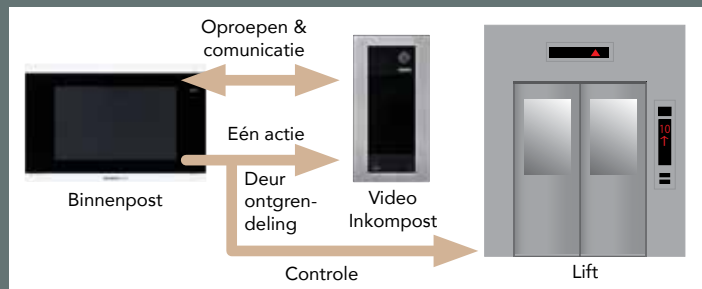 Oproepen &
comunicatie
Eén actie
Deur
ontgren-
deling
Binnenpost
Video
Inkompost
10
Controle
Lift